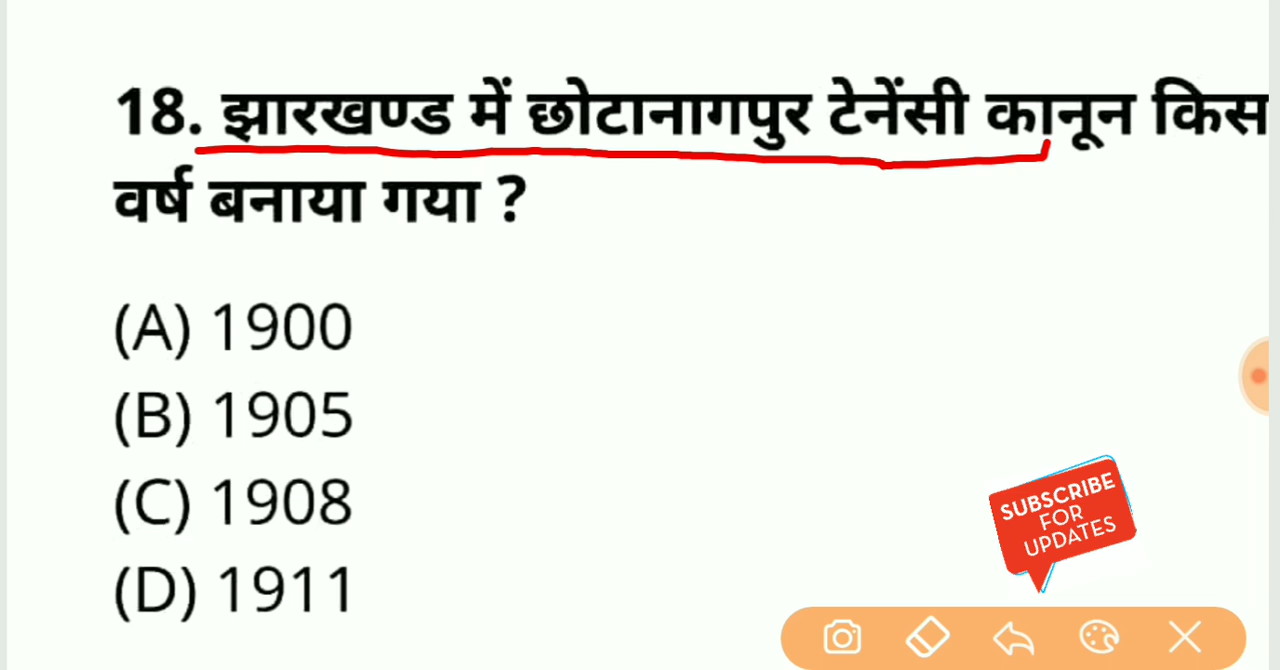 18. झारखण्ड में छोटानागपुर टेनेंसी कानून किस
वर्ष बनाया गया ?
(A) 1900
(B) 1905
(C) 1908
(D) 1911
SUBSCRIBE
FOR
UPDATES